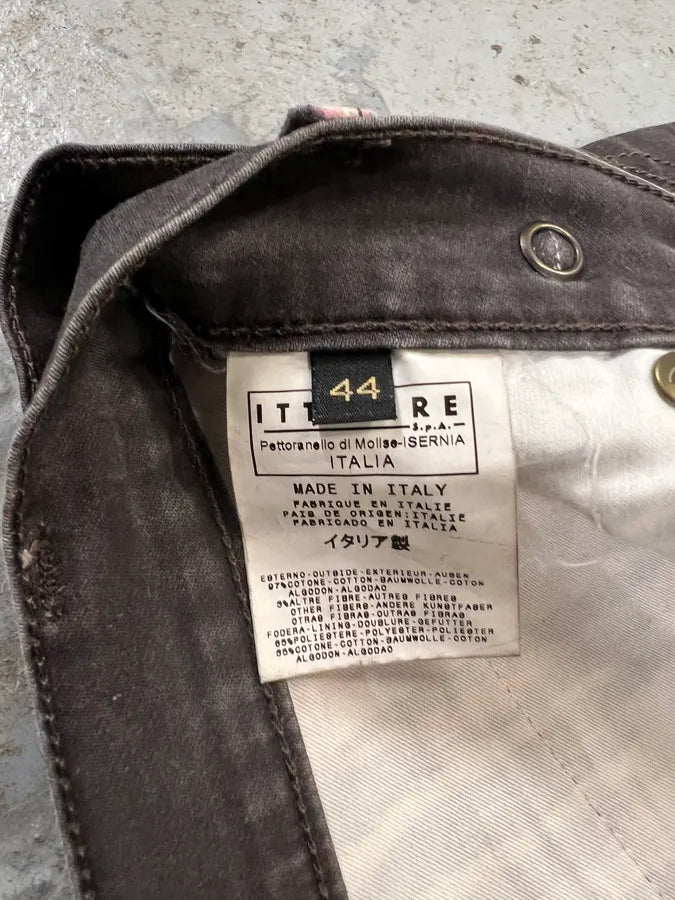 44
ITT RE
S.p.A.
Pettoranello di Molise-ISERNIA
ITALIA
MADE IN ITALY
FABRIQUE EN ITALIE
PAIS DE ORIGEN:ITALIE
FABRICADO EN ITALIA
イタリア製
ESTERNO-OUTSIDE-EXTERIEUR-AUBEN
97%COTONE-COTTON-BAUMWOLLE-COTON
ALGODON-ALGODAO
3%ALTRE FIBRE-AUTRES FIBRES
OTHER FIBERS-ANDERE KUNSTFASER
OTRAS FIBRAS-OUTRAS FIBRAS
FODERA-LINING-DOUBLURE-GEFUTTER
65%POLIESTERE-POLYESTER-POLIESTER
35%COTONE-COTTON-BAUMWOLLE-COTON
ALGODON-ALGODAO